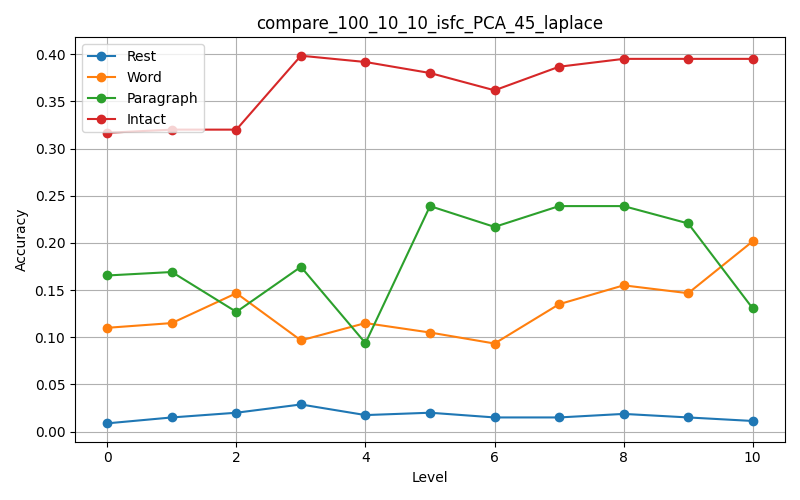 compare_100_10_10_isfc_PCA_45_laplace
Rest
Word
Paragraph
Intact
Accuracy
0.40
0.35
0.30
0.25
0.20
0.15
0.10
0.05
0.00
0 2 4 6 8 10
Level